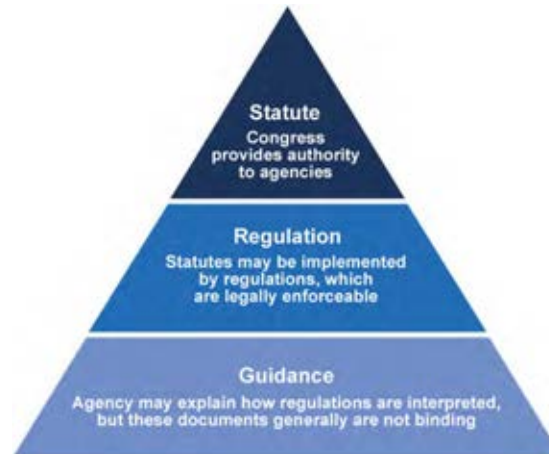 Statute
Congress
provides authority
to agencies
Regulation
Statutes may be implemented
by regulations, which
are legally enforceable
Guidance
Agency may explain how regulations are interpreted,
but these documents generally are not binding